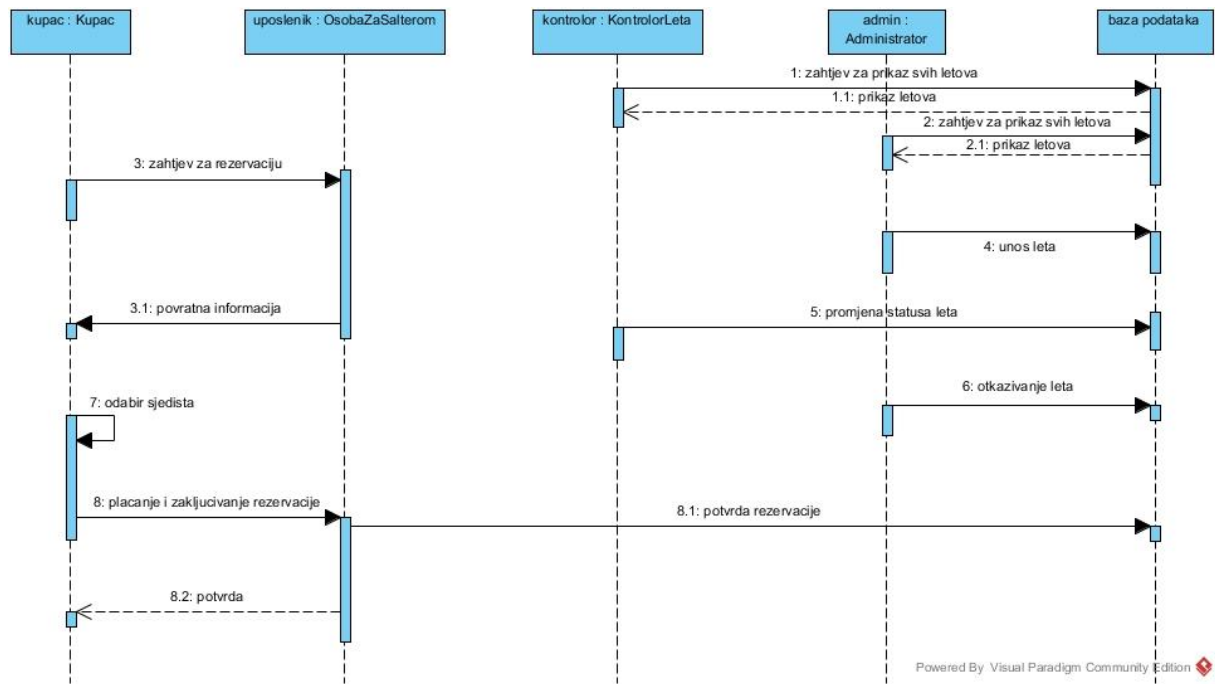 kupac : Kupac
uposlenik : OsobaZaSalterom
kontrolor : KontrolorLeta
admin :
Administrator
baza podataka
1: zahtjev za prikaz svih letova
1.1: prikaz letova
2: zahtjev za prikaz svih letova
2.1: prikaz letova
3: zahtjev za rezervaciju
4: unos leta
3.1: povratna informacija
5: promjena statusa leta
6: otkazivanje leta
7: odabir sjedista
8: placanje i zakljucivanje rezervacije
8.1: potvrda rezervacije
8.2: potvrda
Powered By Visual Paradigm Community Edition